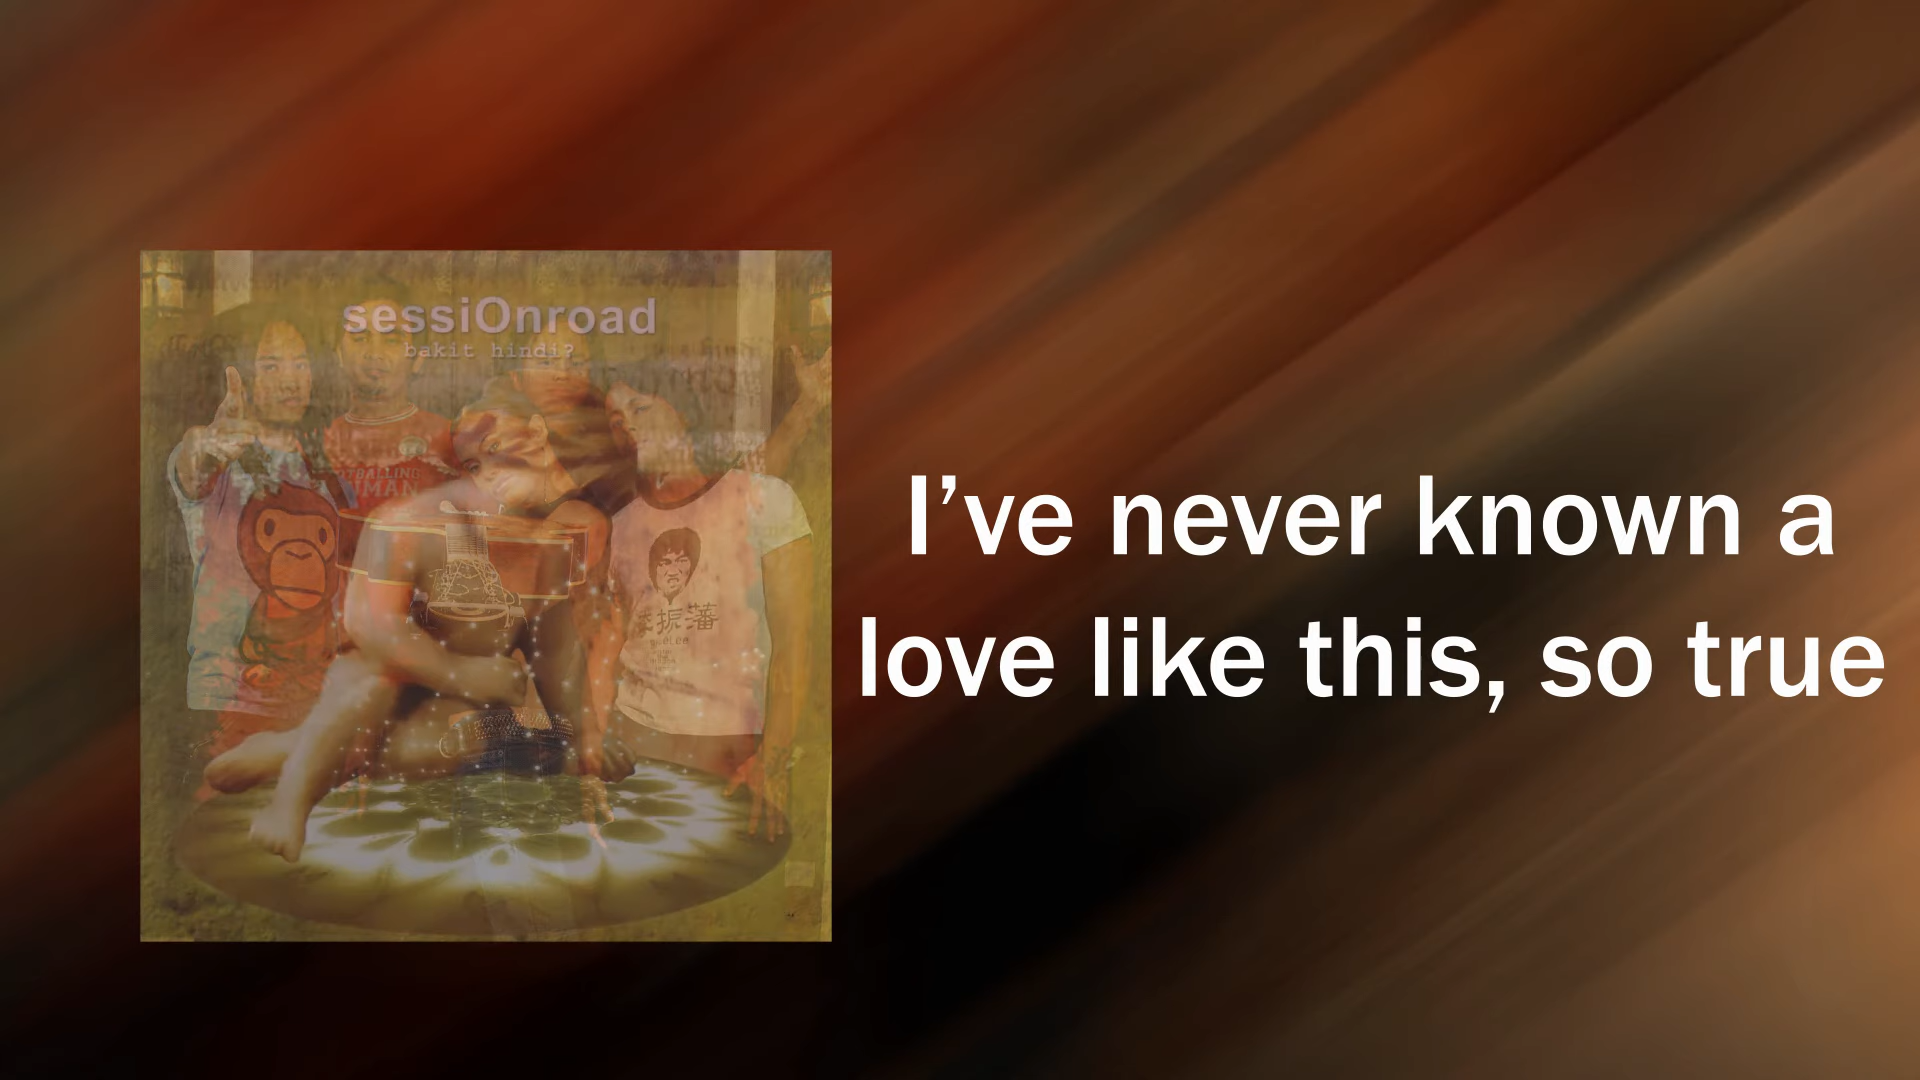 sessiOnroad
bakit hindi?
I’ve never known a
love like this, so true